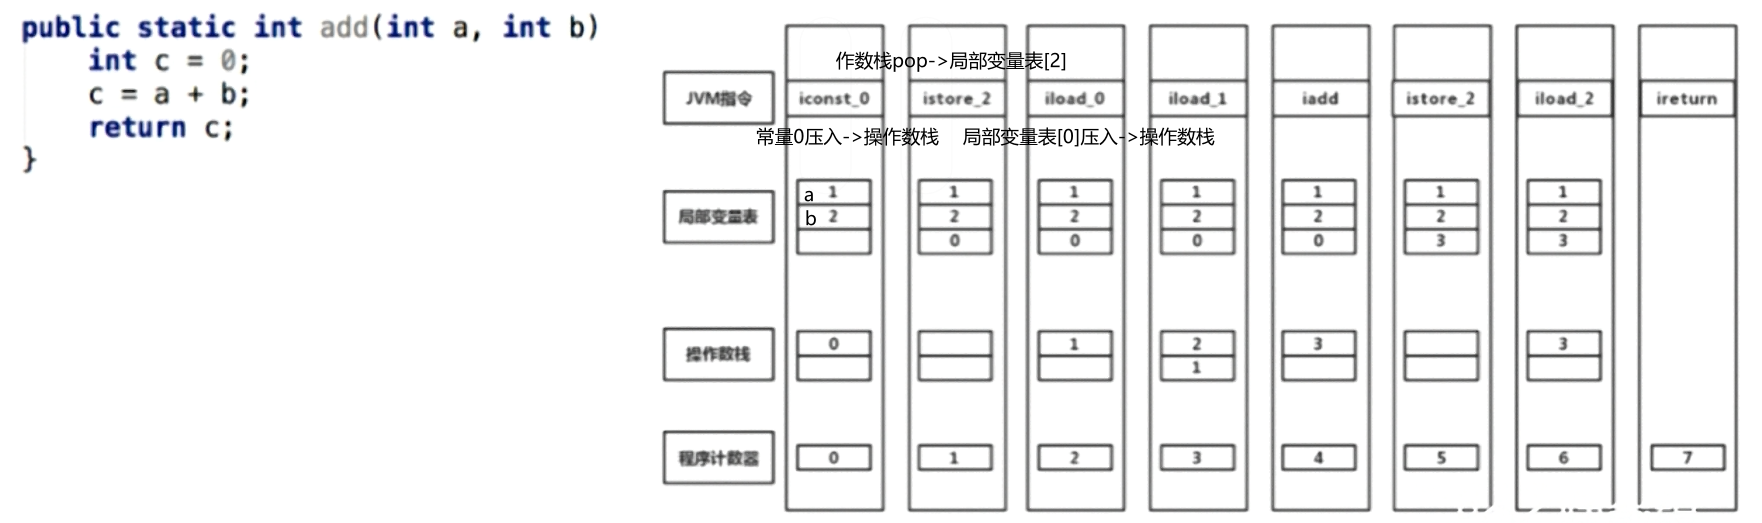 public static int add(int a, int b)
int c = 0;
c = a + b;
return c;
}
作数栈pop->局部变量表[2]
JVM指令 iconst_0 istore_2 iload_0 iload_1 iadd istore_2 iload_2 ireturn
常量0压入->操作数栈 局部变量表[0]压入->操作数栈
局部变量表
a 1 1 1 1 1 1 1
b 2 2 2 2 2 2 2
0 0 0 0 3 3
操作数栈
0 1 2 3 3
1
程序计数器 0 1 2 3 4 5 6 7